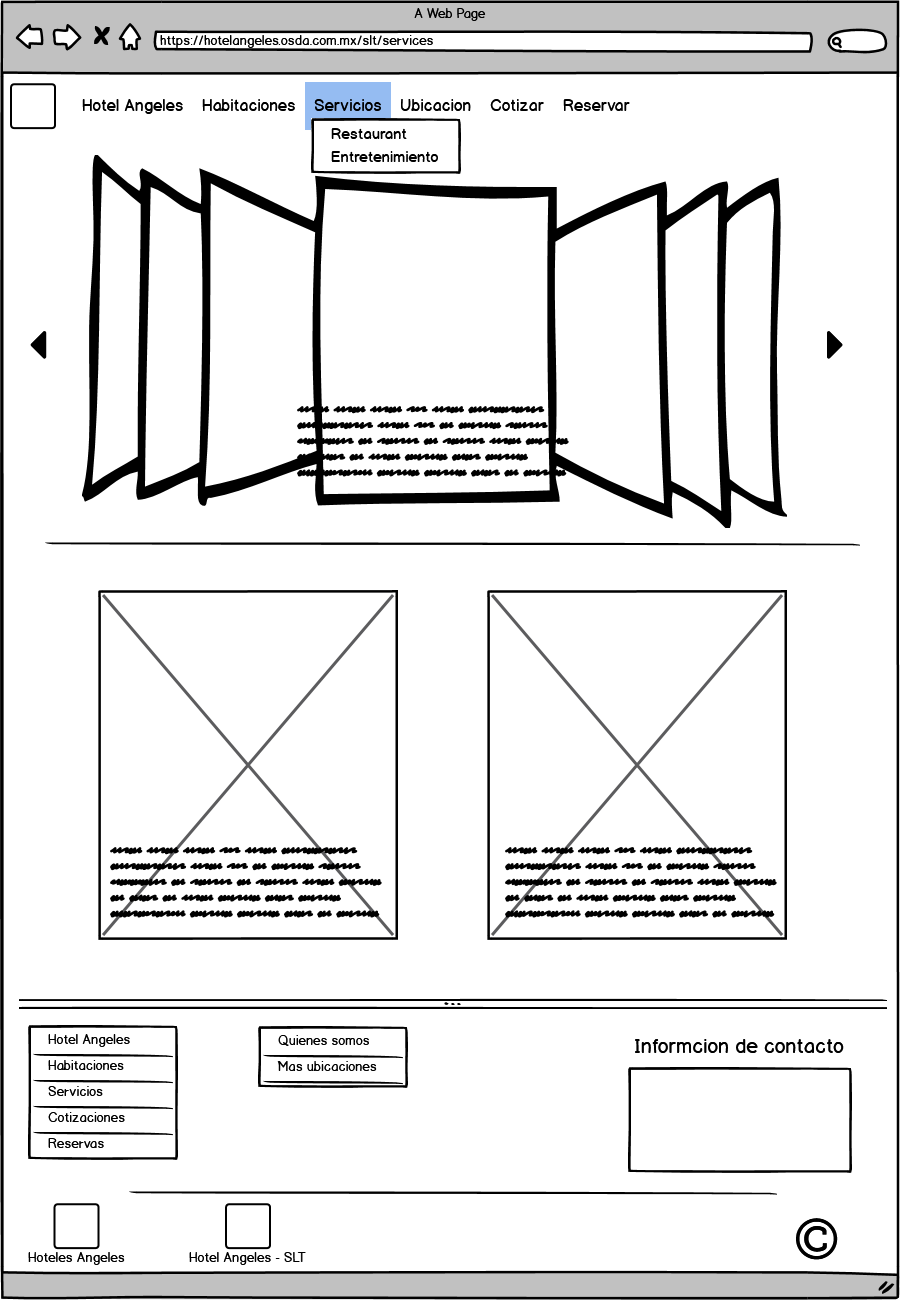 A Web Page
https://hotelangeles.osda.com.mx/slt/services
Hotel Angeles Habitaciones Servicios Ubicacion Cotizar Reservar
Restaurant
Entretenimiento
Hotel Angeles
Habitaciones
Servicios
Cotizaciones
Reservas
Quienes somos
Mas ubicaciones
Informcion de contacto
Hoteles Angeles
Hotel Angeles - SLT
©